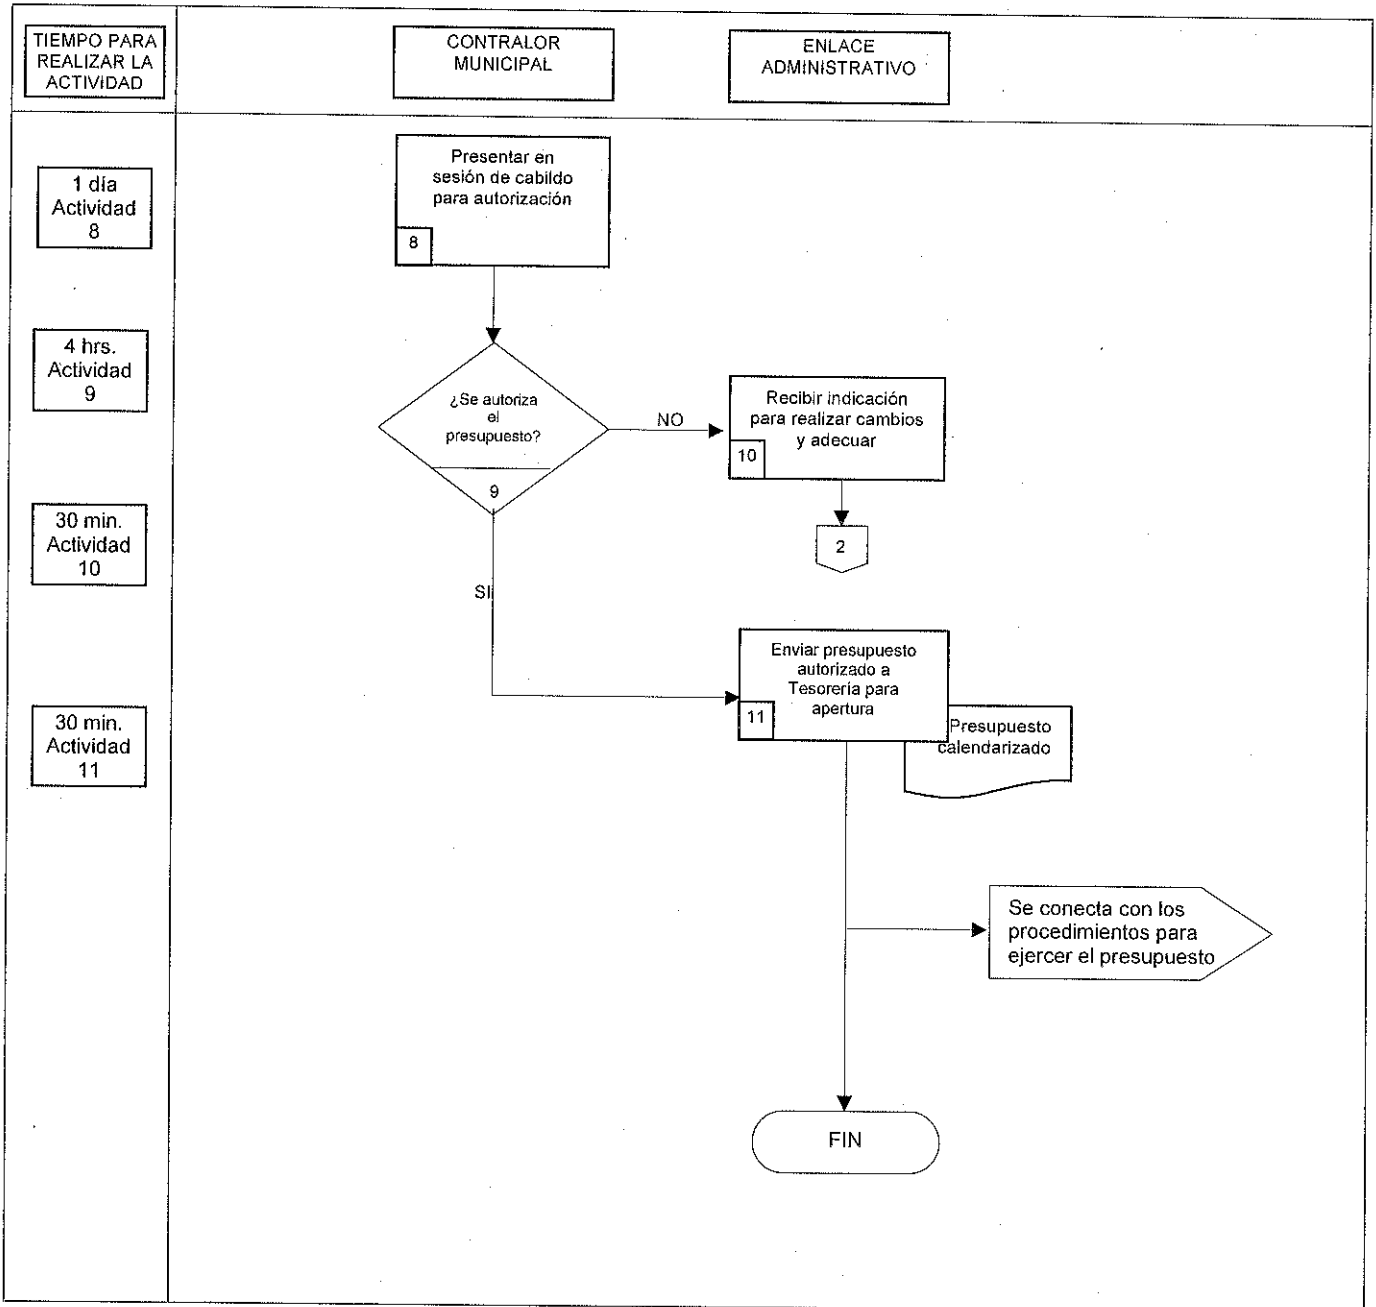 TIEMPO PARA
REALIZAR LA
ACTIVIDAD
CONTRALOR
MUNICIPAL
ENLACE
ADMINISTRATIVO
1 día
Actividad
8
Presentar en
sesión de cabildo
para autorización
8
4 hrs.
Actividad
9
¿Se autoriza
el
presupuesto?
9
NO
Recibir indicación
para realizar cambios
y adecuar
10
2
30 min.
Actividad
10
SI
Enviar presupuesto
autorizado a
Tesorería para
apertura
11
Presupuesto
calendarizado
30 min.
Actividad
11
Se conecta con los
procedimientos para
ejercer el presupuesto
FIN